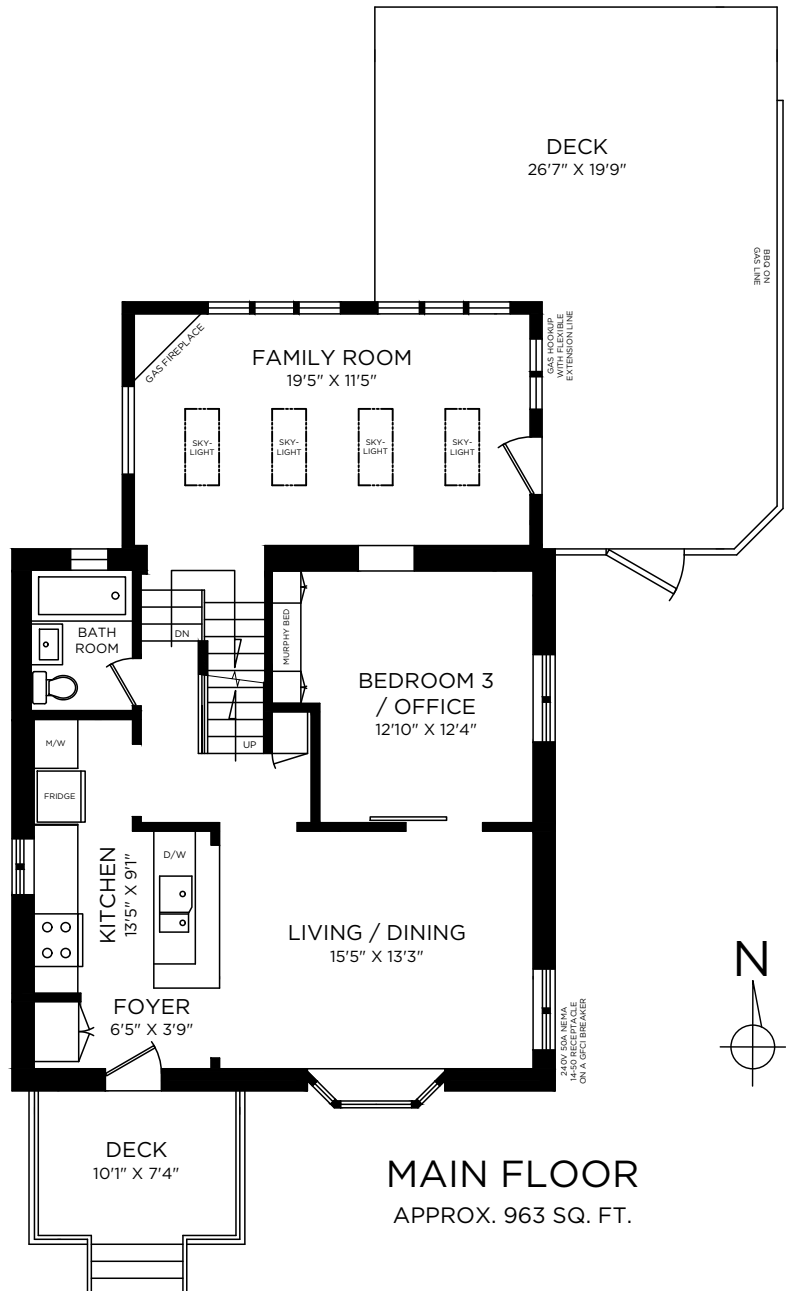 DECK
26'7" X 19'9"
BBQ ON
GAS LINE
GAS HOOKUP
WITH FLEXIBLE
EXTENSION LINE
GAS FIREPLACE
FAMILY ROOM
19'5" X 11'5"
SKY-
LIGHT
SKY-
LIGHT
SKY-
LIGHT
SKY-
LIGHT
BATH
ROOM
DN
MURPHY BED
BEDROOM 3
/ OFFICE
12'10" X 12'4"
UP
M/W
FRIDGE
D/W
KITCHEN
13'5" X 9'1"
LIVING / DINING
15'5" X 13'3"
FOYER
6'5" X 3'9"
240V 50A NEMA
14-50 RECEPTACLE
ON A GFCI BREAKER
N
DECK
10'1" X 7'4"
MAIN FLOOR
APPROX. 963 SQ. FT.